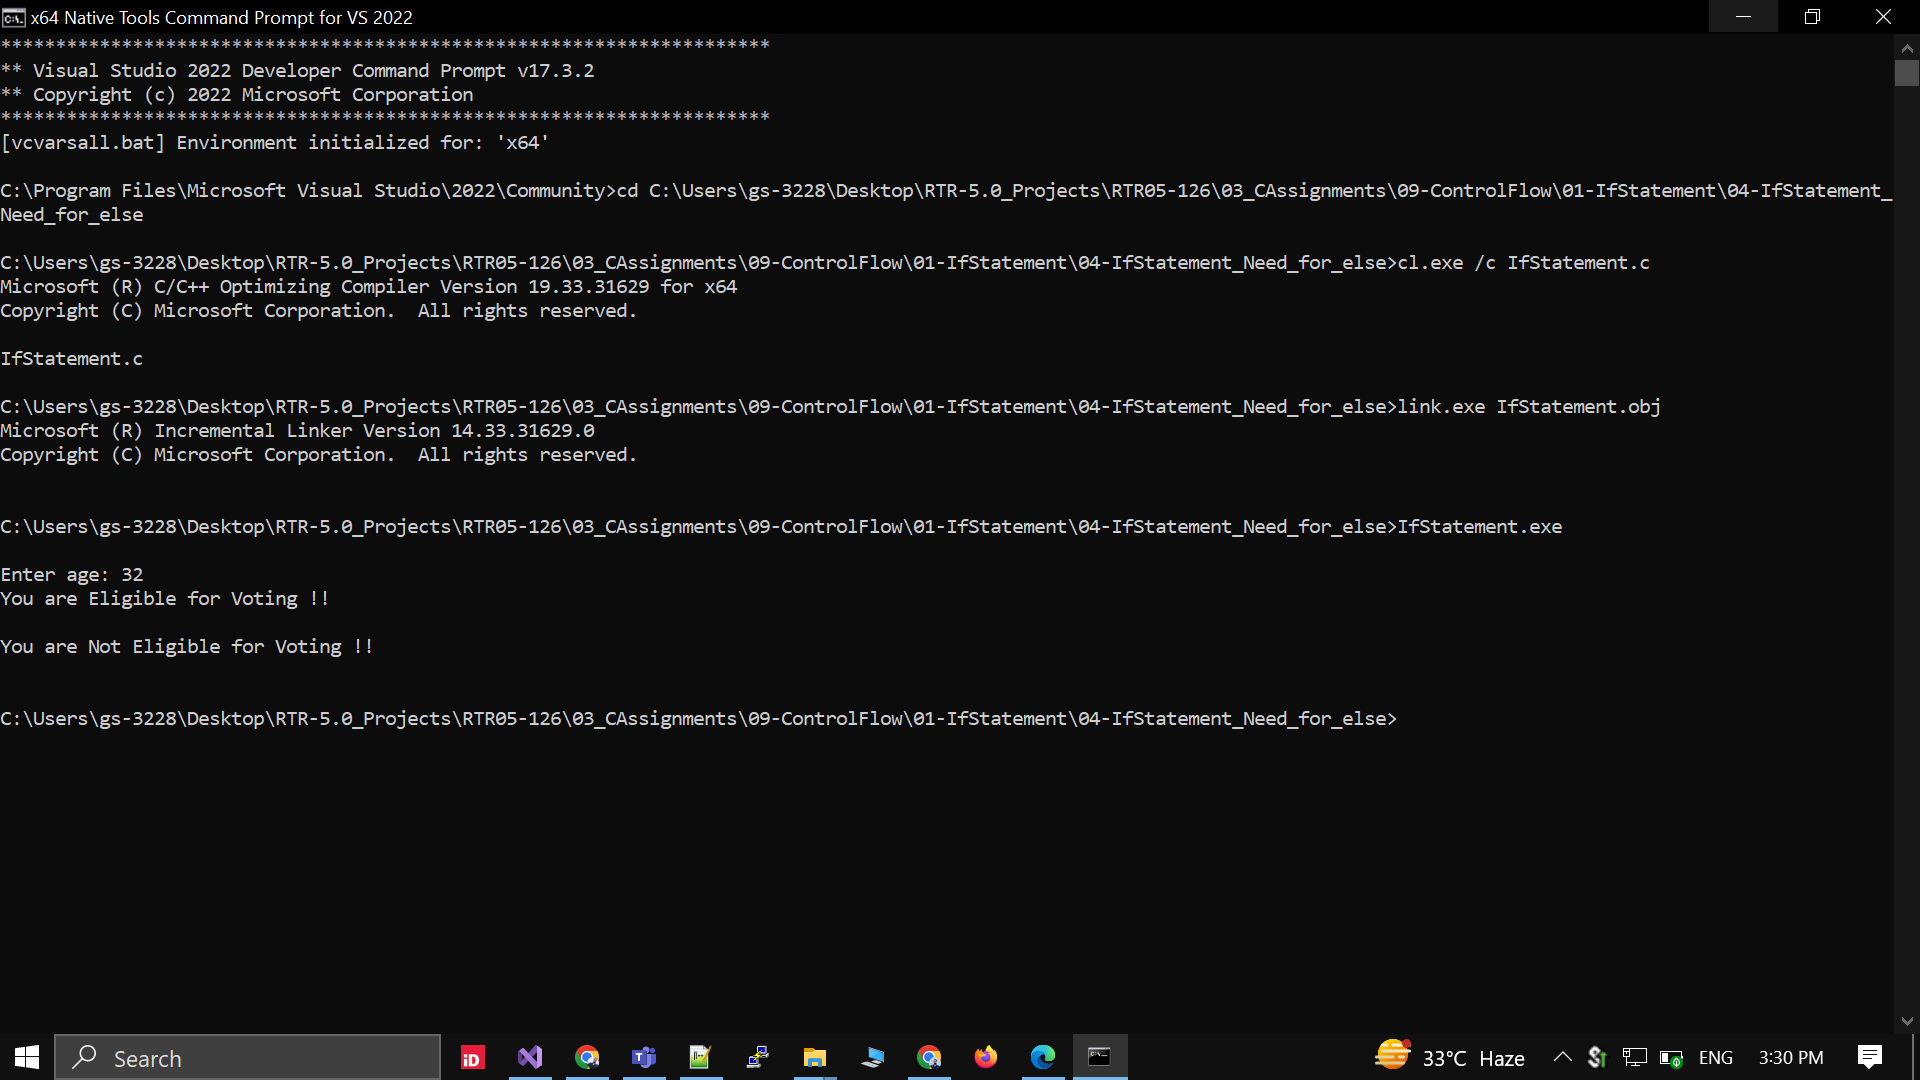 x64 Native Tools Command Prompt for VS 2022
**********************************************************************
** Visual Studio 2022 Developer Command Prompt v17.3.2
** Copyright (c) 2022 Microsoft Corporation
**********************************************************************
[vcvarsall.bat] Environment initialized for: 'x64'
C:\Program Files\Microsoft Visual Studio\2022\Community>cd C:\Users\gs-3228\Desktop\RTR-5.0_Projects\RTR05-126\03_CAssignments\09-ControlFlow\01-IfStatement\04-IfStatement_
Need_for_else
C:\Users\gs-3228\Desktop\RTR-5.0_Projects\RTR05-126\03_CAssignments\09-ControlFlow\01-IfStatement\04-IfStatement_Need_for_else>cl.exe /c IfStatement.c
Microsoft (R) C/C++ Optimizing Compiler Version 19.33.31629 for x64
Copyright (C) Microsoft Corporation.  All rights reserved.
IfStatement.c
C:\Users\gs-3228\Desktop\RTR-5.0_Projects\RTR05-126\03_CAssignments\09-ControlFlow\01-IfStatement\04-IfStatement_Need_for_else>link.exe IfStatement.obj
Microsoft (R) Incremental Linker Version 14.33.31629.0
Copyright (C) Microsoft Corporation.  All rights reserved.
C:\Users\gs-3228\Desktop\RTR-5.0_Projects\RTR05-126\03_CAssignments\09-ControlFlow\01-IfStatement\04-IfStatement_Need_for_else>IfStatement.exe
Enter age: 32
You are Eligible for Voting !!
You are Not Eligible for Voting !!
C:\Users\gs-3228\Desktop\RTR-5.0_Projects\RTR05-126\03_CAssignments\09-ControlFlow\01-IfStatement\04-IfStatement_Need_for_else>
Search
iD
33°C Haze
ENG
3:30 PM